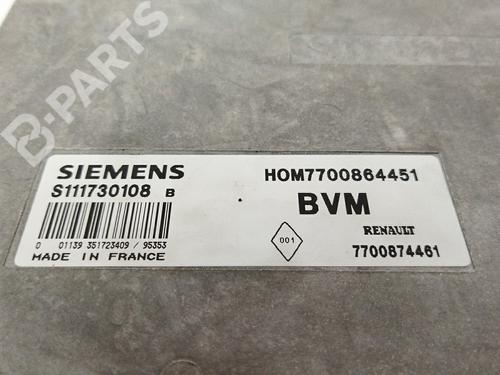 B-PARTS
SIEMENS
S111730108 B
0 01139 351723409 / 95353
MADE IN FRANCE
HOM7700864451
BVM
001
RENAULT
7700874461